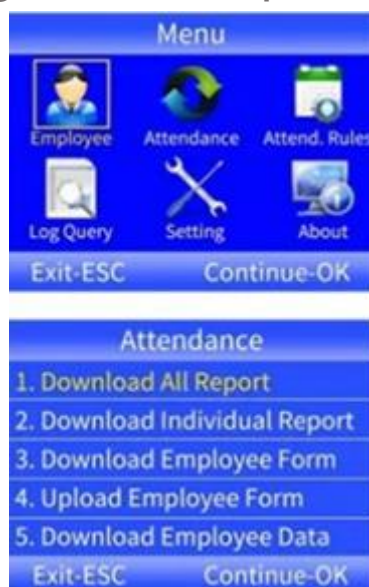 Menu
Employee Attendance Attend. Rules
Log Query Setting About
Exit-ESC Continue-OK
Attendance
1. Download All Report
2. Download Individual Report
3. Download Employee Form
4. Upload Employee Form
5. Download Employee Data
Exit-ESC Continue-OK